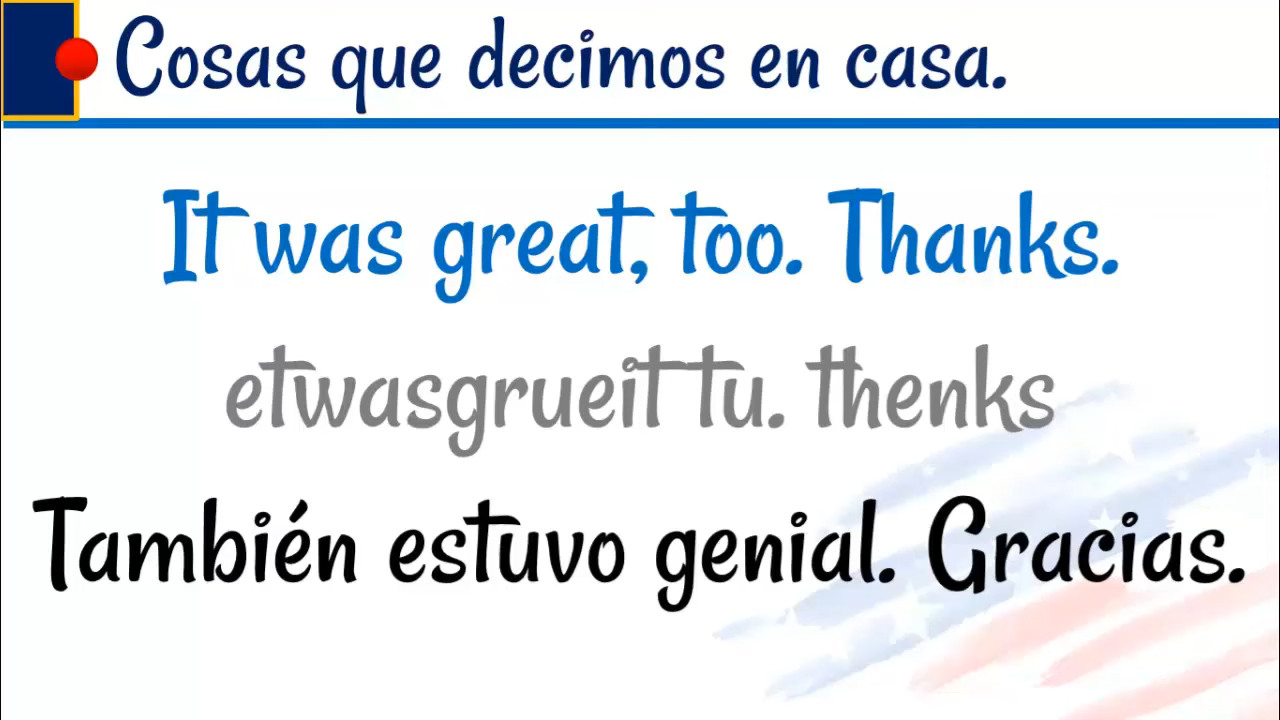 Cosas que decimos en casa.
It was great, too. Thanks.
etwasgrueit tu. thenks
También estuvo genial. Gracias.